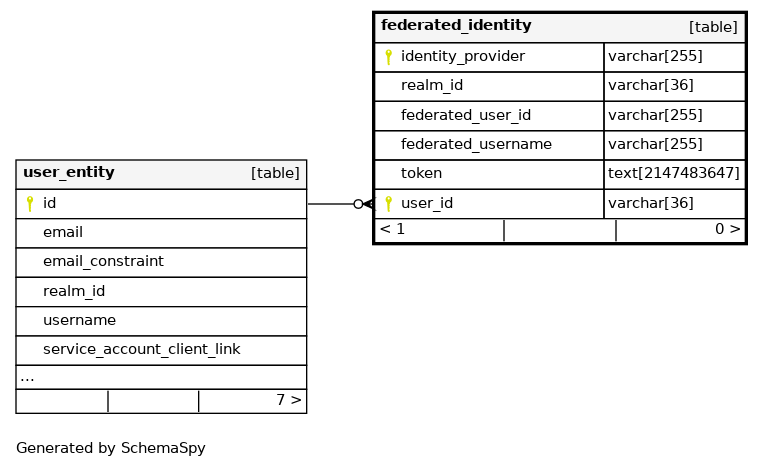 federated_identity [table]
identity_provider varchar[255]
realm_id varchar[36]
federated_user_id varchar[255]
federated_username varchar[255]
token text[2147483647]
user_id varchar[36]
< 1 0 >
user_entity [table]
id
email
email_constraint
realm_id
username
service_account_client_link
...
7 >
Generated by SchemaSpy